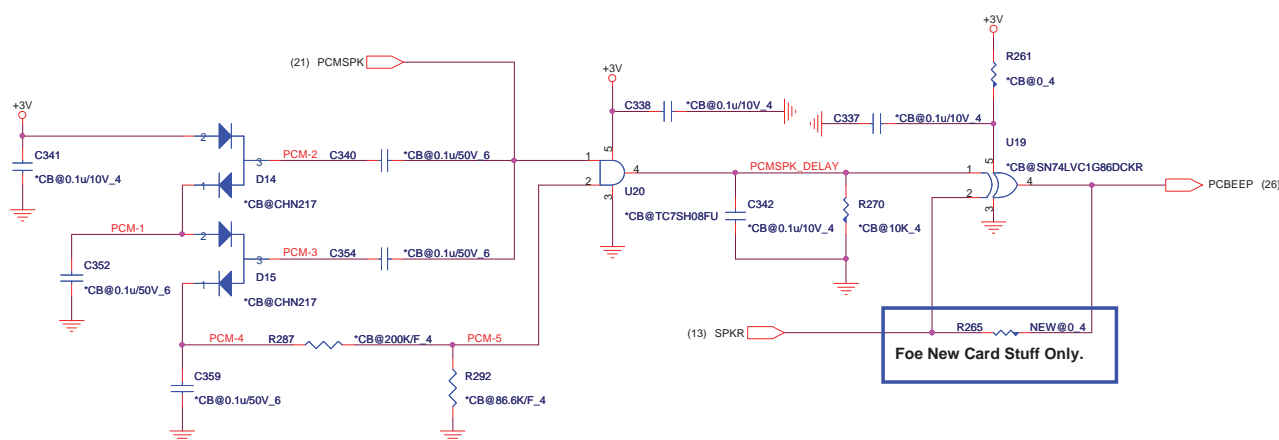 +3V
R261
*CB@0_4
(21) PCMSPK
+3V
C338
*CB@0.1u/10V_4
C337
*CB@0.1u/10V_4
U19
*CB@SN74LVC1G86DCKR
+3V
C341
*CB@0.1u/10V_4
2
3
1
D14
*CB@CHN217
PCM-2
C340
*CB@0.1u/50V_6
1
2
5
4
3
U20
*CB@TC7SH08FU
PCMSPK_DELAY
C342
*CB@0.1u/10V_4
R270
*CB@10K_4
1
2
5
4
3
PCBEEP (26)
PCM-1
C352
*CB@0.1u/50V_6
2
3
1
D15
*CB@CHN217
PCM-3
C354
*CB@0.1u/50V_6
PCM-4
R287
*CB@200K/F_4
PCM-5
C359
*CB@0.1u/50V_6
R292
*CB@86.6K/F_4
(13) SPKR
R265
NEW@0_4
Foe New Card Stuff Only.